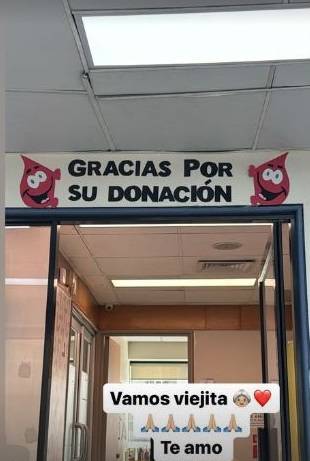 GRACIAS POR
SU DONACIÓN
Vamos viejita 👵🏼❤️
🙏🏼🙏🏼🙏🏼🙏🏼🙏🏼
Te amo